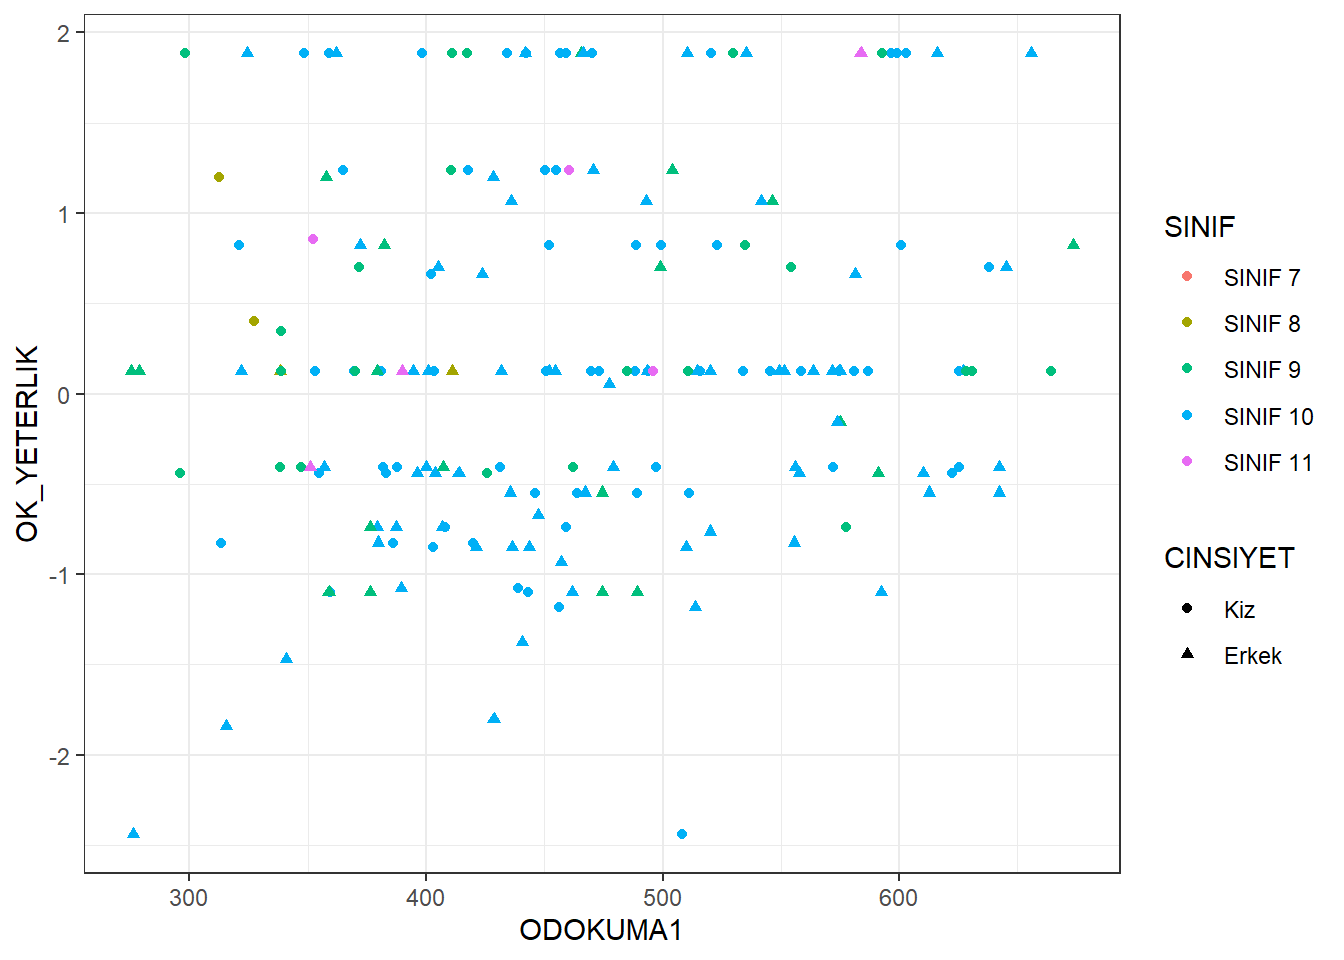 2
1
0
-1
-2
OK_YETERLIK
300
400
500
600
ODOKUMA1
SINIF
SINIF 7
SINIF 8
SINIF 9
SINIF 10
SINIF 11
CINSIYET
Kiz
Erkek